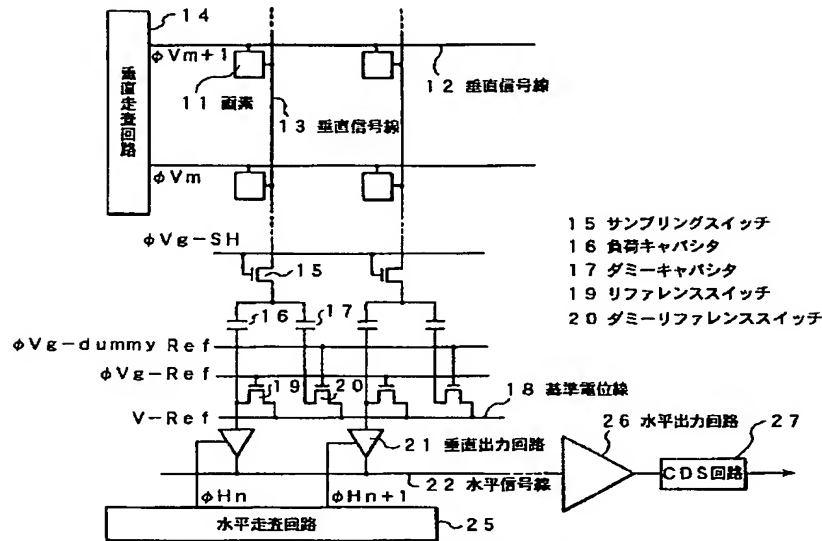 14
垂直走査回路
φVm+1
11 画素
12 垂直信号線
13 垂直信号線
φVm
φVg-SH
15
15 サンプリングスイッチ
16 負荷キャパシタ
17 ダミーキャパシタ
19 リファレンススイッチ
20 ダミーリファレンススイッチ
16
17
φVg-dummy Ref
φVg-Ref
19
20
18 基準電位線
V-Ref
21 垂直出力回路
26 水平出力回路
27
CDS回路
22 水平信号線
φHn
φHn+1
水平走査回路
25